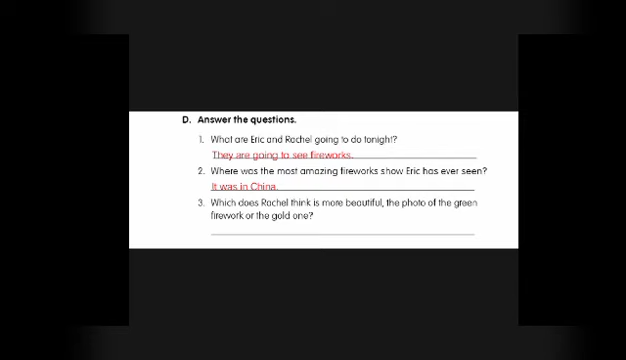 D. Answer the questions.
1. What are Eric and Rachel going to do tonight?
They are going to see fireworks.
2. Where was the most amazing fireworks show Eric has ever seen?
It was in China.
3. Which does Rachel think is more beautiful, the photo of the green
firework or the gold one?